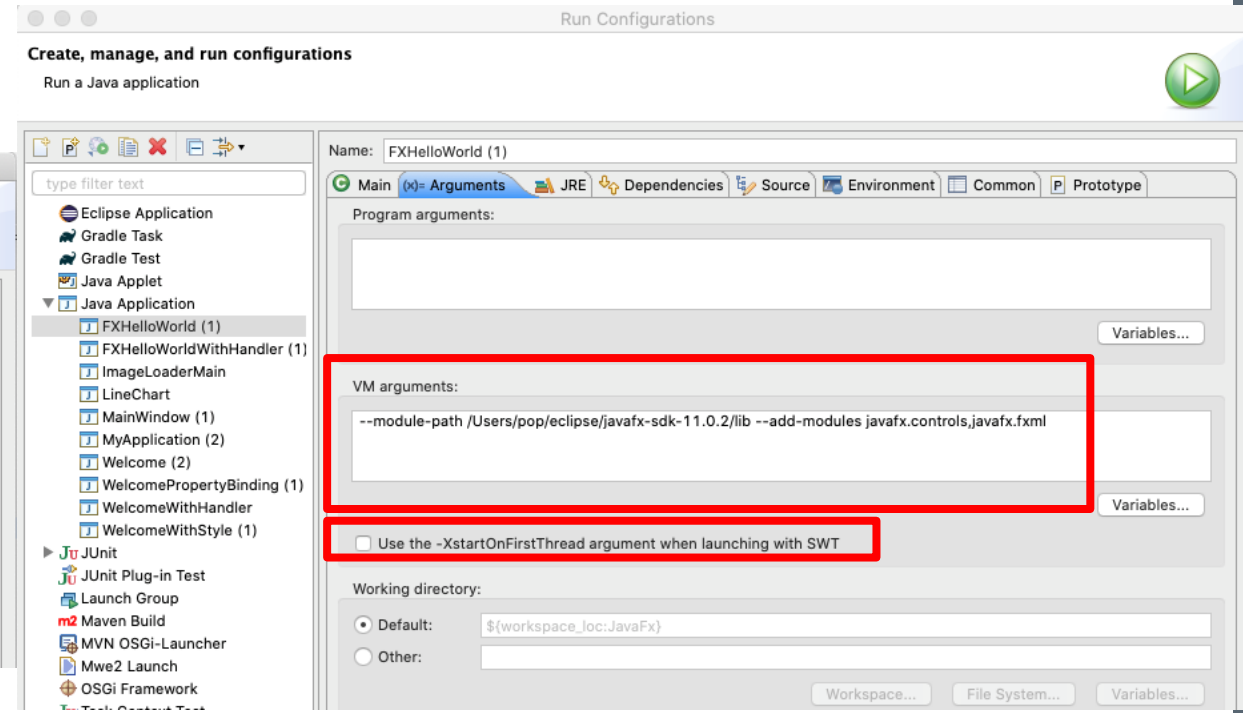 Run Configurations
Create, manage, and run configurations
Run a Java application
type filter text
Eclipse Application
Gradle Task
Gradle Test
Java Applet
Java Application
FXHelloWorld (1)
FXHelloWorldWithHandler (1)
ImageLoaderMain
LineChart
MainWindow (1)
MyApplication (2)
Welcome (2)
WelcomePropertyBinding (1)
WelcomeWithHandler
WelcomeWithStyle (1)
JUnit
JUnit Plug-in Test
Launch Group
m2 Maven Build
MVN OSGi-Launcher
Mwe2 Launch
OSGi Framework
Task Context Test
Name: FXHelloWorld (1)
Main (x)= Arguments JRE Dependencies Source Environment Common P Prototype
Program arguments:
Variables...
VM arguments:
--module-path /Users/pop/eclipse/javafx-sdk-11.0.2/lib --add-modules javafx.controls,javafx.fxml
Variables...
Use the -XstartOnFirstThread argument when launching with SWT
Working directory:
Default: ${workspace_loc:JavaFx}
Other:
Workspace... File System... Variables...